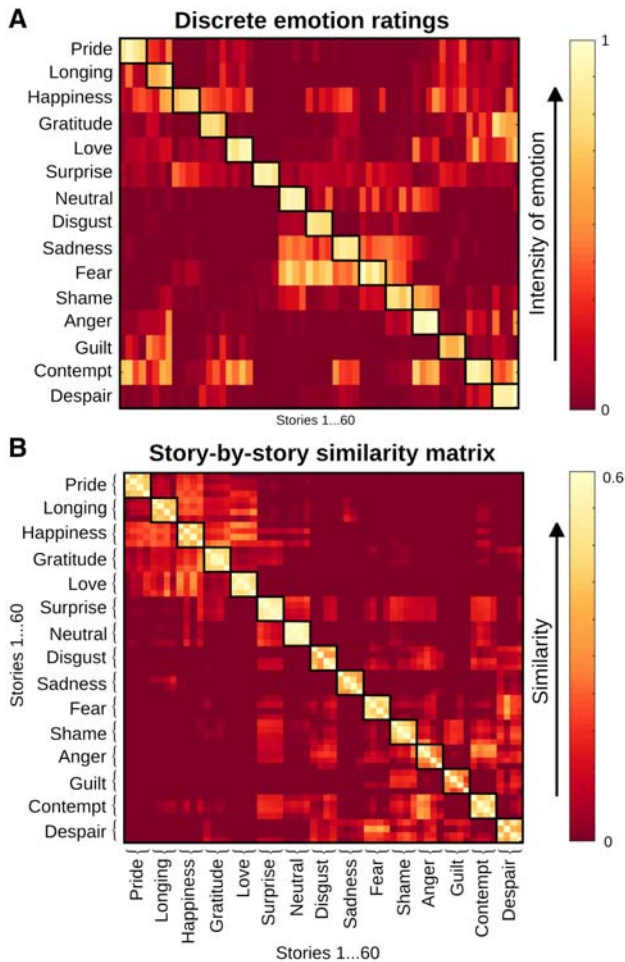 A
Discrete emotion ratings
Pride
Longing
Happiness
Gratitude
Love
Surprise
Neutral
Disgust
Sadness
Fear
Shame
Anger
Guilt
Contempt
Despair
Stories 1...60
1
Intensity of emotion
0
B
Story-by-story similarity matrix
Stories 1...60
Pride
Longing
Happiness
Gratitude
Love
Surprise
Neutral
Disgust
Sadness
Fear
Shame
Anger
Guilt
Contempt
Despair
0.6
Similarity
0
Pride
Longing
Happiness
Gratitude
Love
Surprise
Neutral
Disgust
Sadness
Fear
Shame
Anger
Guilt
Contempt
Despair
Stories 1...60